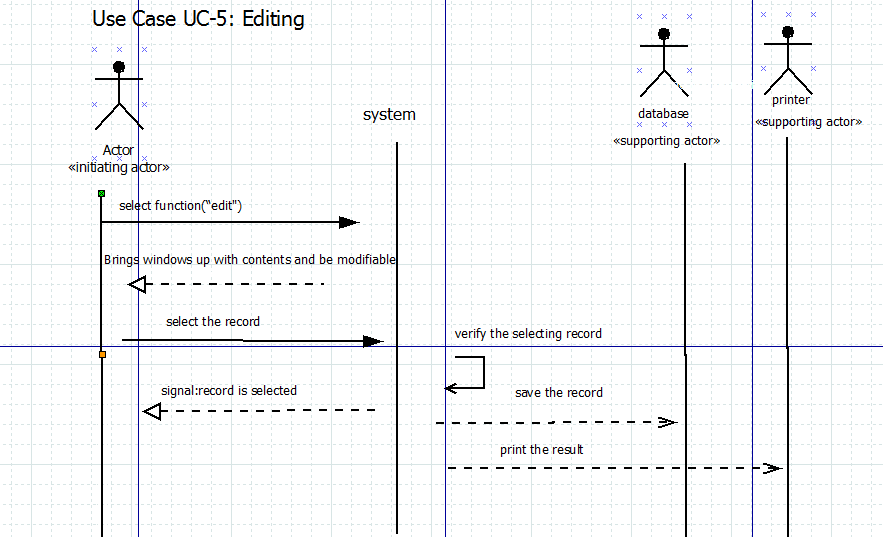 Use Case UC-5: Editing
Actor
«initiating actor»
system
database
«supporting actor»
printer
«supporting actor»
select function("edit")
Brings windows up with contents and be modifiable
select the record
verify the selecting record
signal:record is selected
save the record
print the result